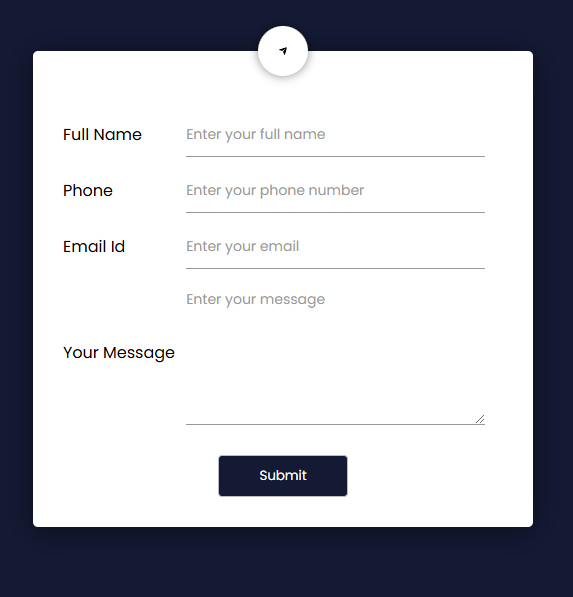 Full Name Enter your full name
Phone Enter your phone number
Email Id Enter your email
Enter your message
Your Message
Submit